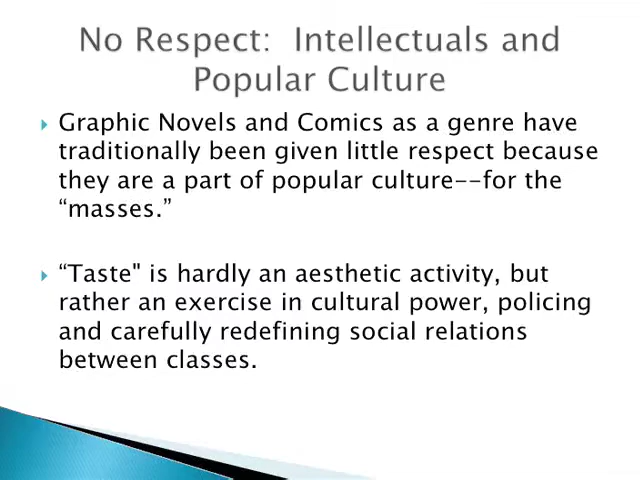 No Respect:  Intellectuals and
Popular Culture
Graphic Novels and Comics as a genre have
traditionally been given little respect because
they are a part of popular culture--for the
“masses.”
“Taste" is hardly an aesthetic activity, but
rather an exercise in cultural power, policing
and carefully redefining social relations
between classes.